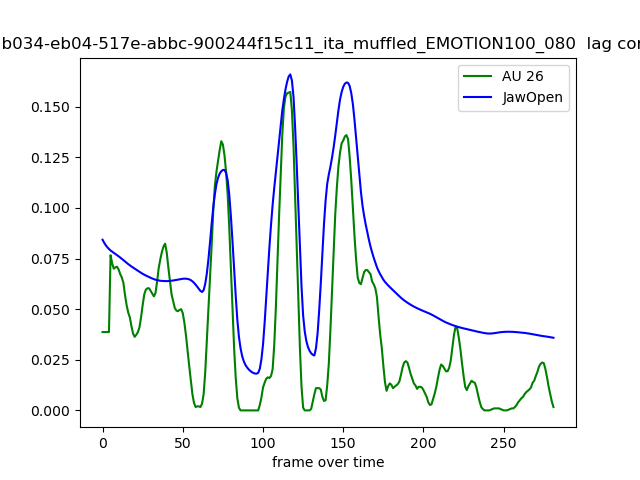 b034-eb04-517e-abbc-900244f15c11_ita_muffled_EMOTION100_080 lag cor
AU 26
JawOpen
0.150
0.125
0.100
0.075
0.050
0.025
0.000
0 50 100 150 200 250
frame over time